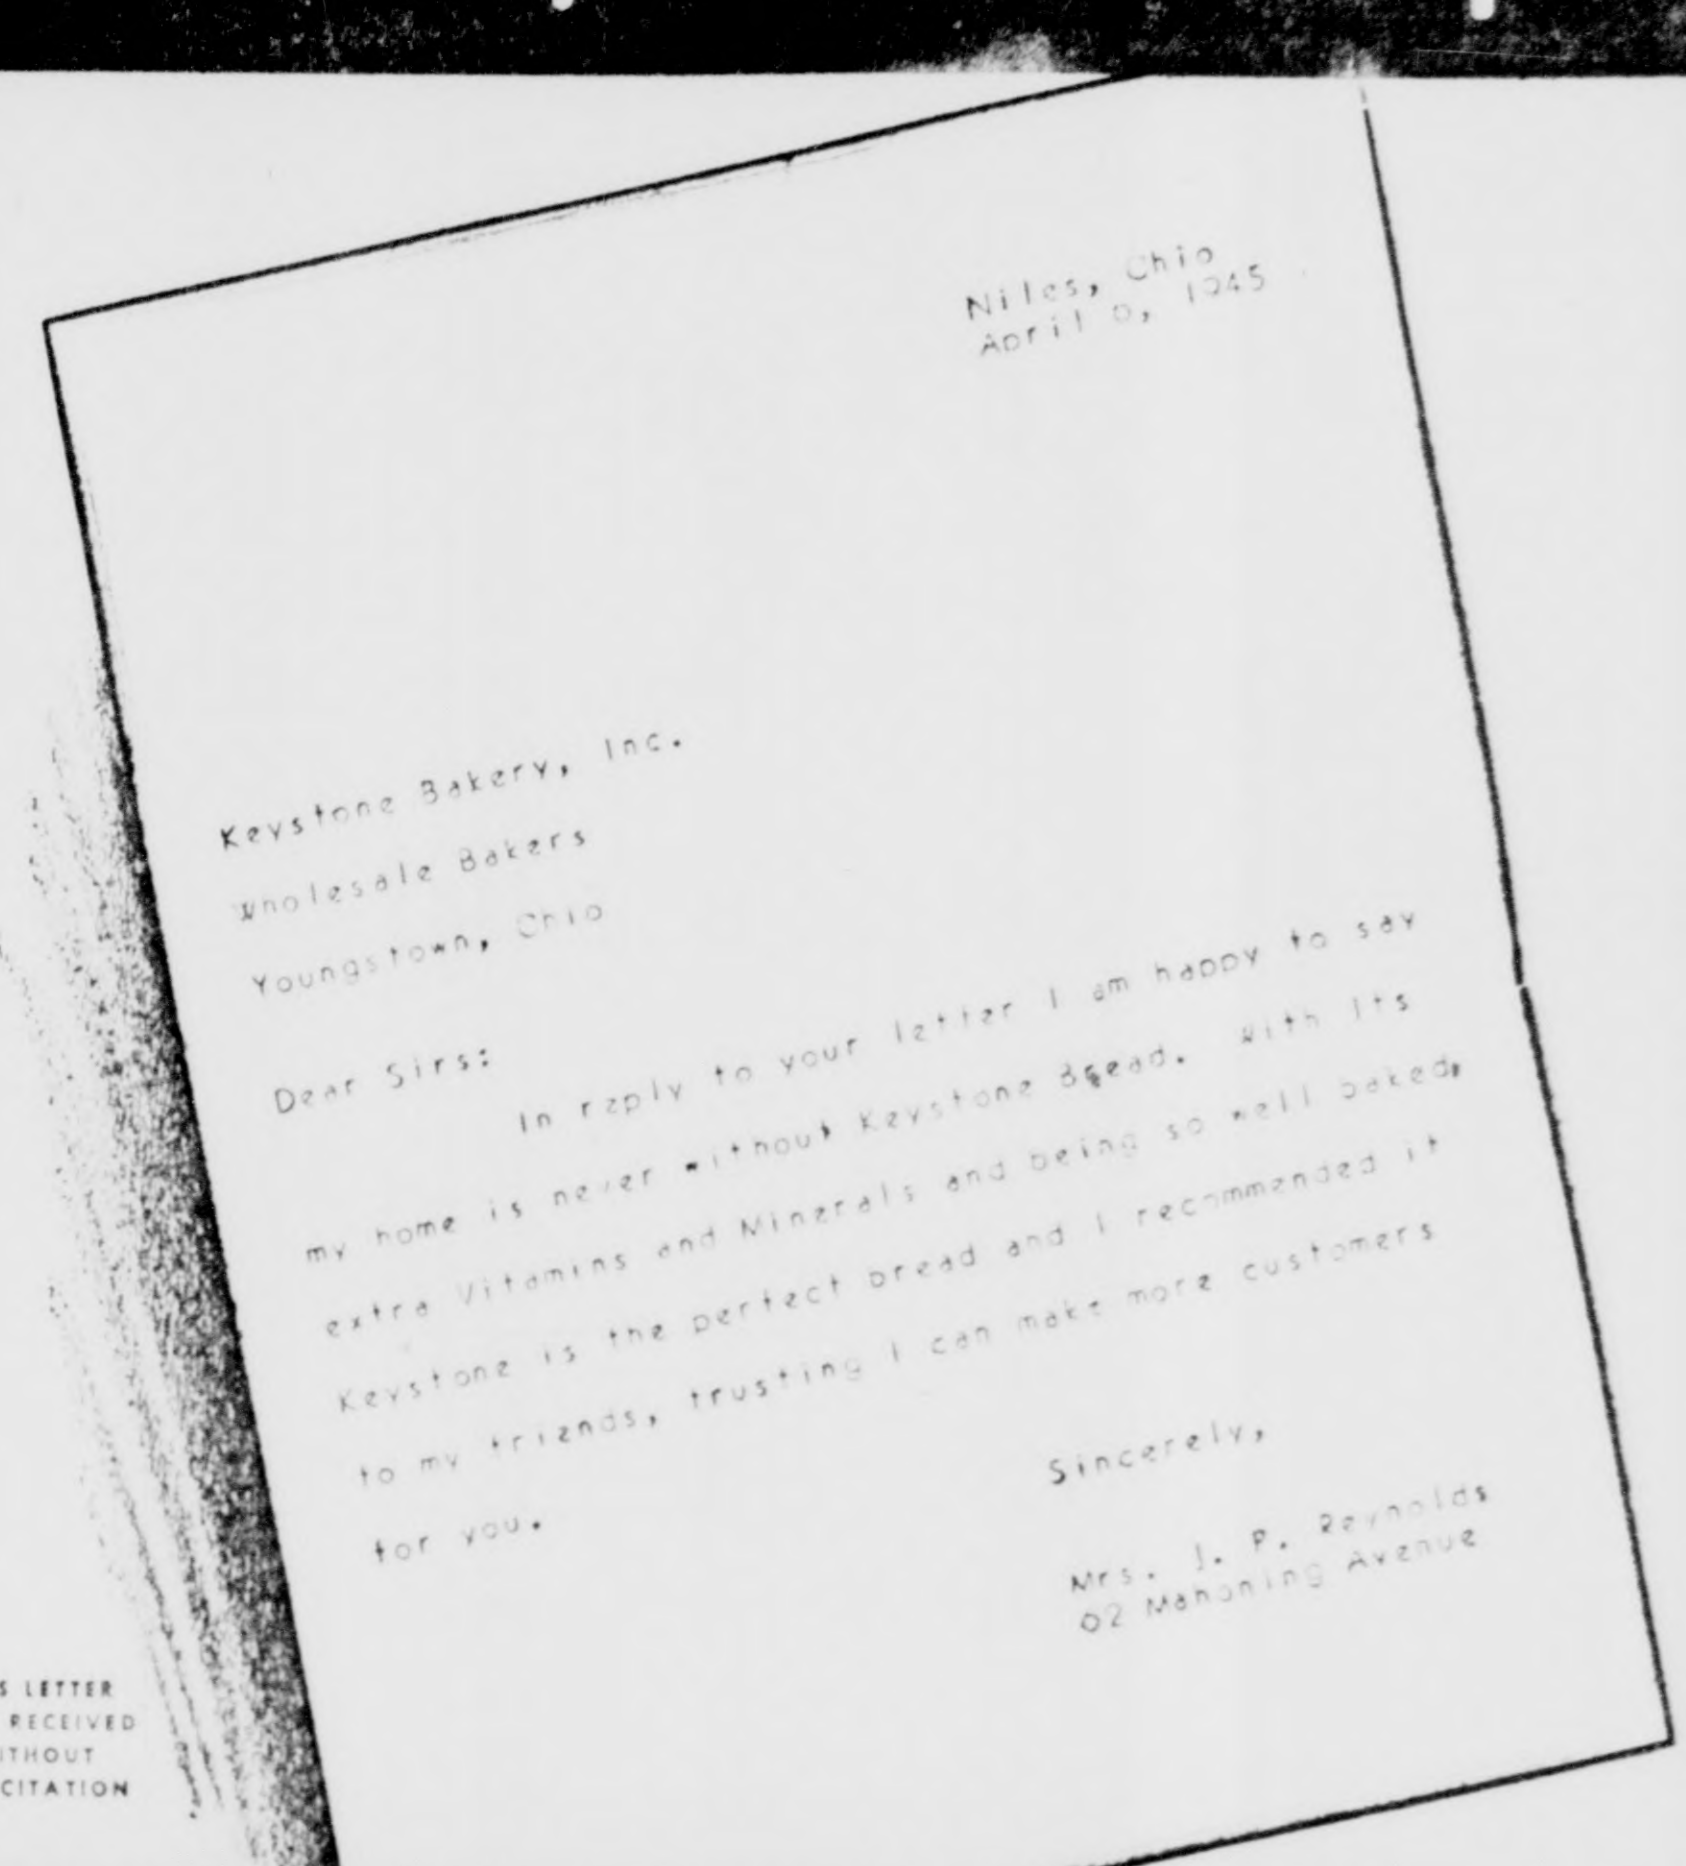 Niles, Ohio
April 9, 1945
Keystone Bakery, Inc.
Wholesale Bakers
Youngstown, Ohio
Dear Sirs:
In reply to your letter I am happy to say
my home is never without Keystone Bread. With Its
extra Vitamins and Minerals and being so well baked,
Keystone is the perfect bread and I recommended it
to my friends, trusting I can make more customers
for you.
Sincerely,
Mrs. J. P. Reynolds
Mahoning Avenue
S LETTER
RECEIVED
ITHOUT
CITATION